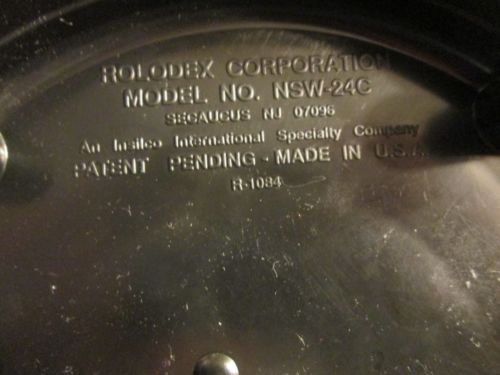 ROLODEX CORPORATION
MODEL NO. NSW-24C
SECAUCUS NJ 07096
An Insilco International Specialty Company
PATENT PENDING - MADE IN U.S.A.
R-1084